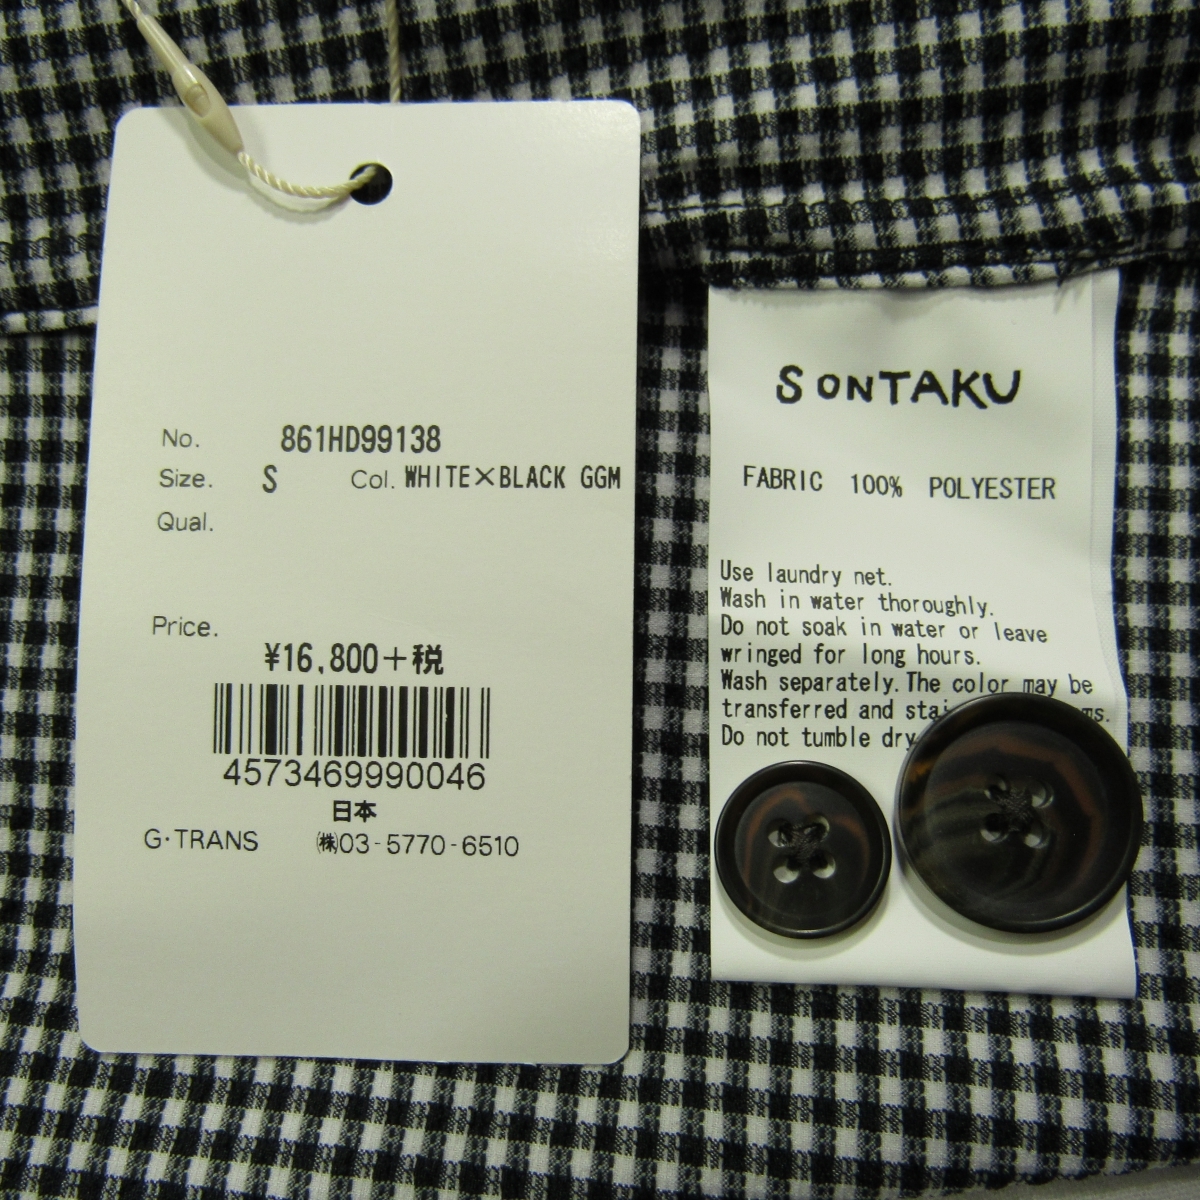 No. 861HD99138
Size. S Col. WHITE×BLACK GGM
Qual.
Price.
¥16,800+税
4573469990046
日本
G·TRANS ㈱03-5770-6510
SONTAKU
FABRIC 100% POLYESTER
Use laundry net.
Wash in water thoroughly.
Do not soak in water or leave
wringed for long hours.
Wash separately. The color may be
transferred and
Do not tumble dry